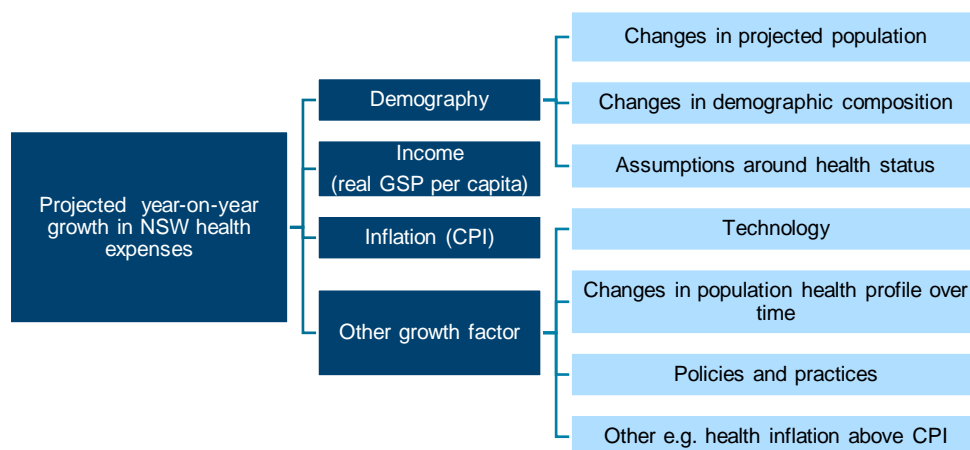 Projected year-on-year
growth in NSW health
expenses
Demography
Income
(real GSP per capita)
Inflation (CPI)
Other growth factor
Changes in projected population
Changes in demographic composition
Assumptions around health status
Technology
Changes in population health profile over
time
Policies and practices
Other e.g. health inflation above CPI